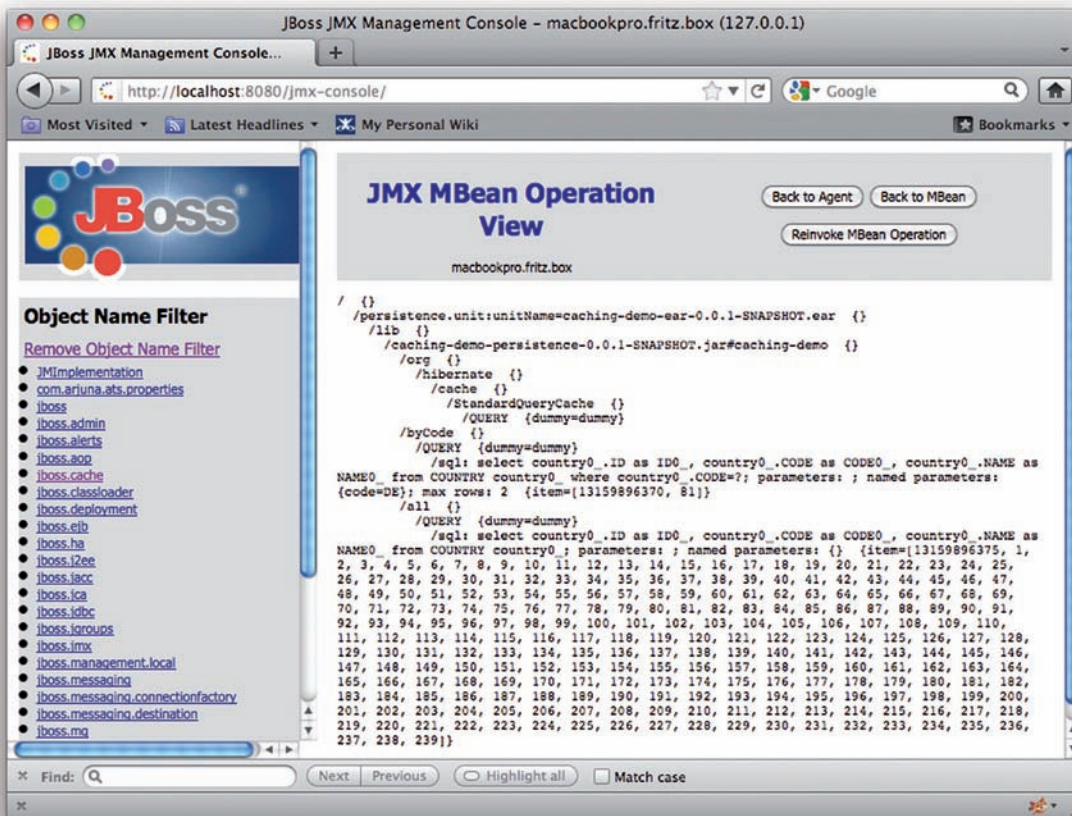 JBoss JMX Management Console – macbookpro.fritz.box (127.0.0.1)
JBoss JMX Management Console...
http://localhost:8080/jmx-console/
Google
Most Visited
Latest Headlines
My Personal Wiki
Bookmarks
JBoss
Object Name Filter
Remove Object Name Filter
JMImplementation
com.arjuna.ats.properties
jboss
jboss.admin
jboss.alerts
jboss.aop
jboss.cache
jboss.classloader
jboss.deployment
jboss.ejb
jboss.ha
jboss.j2ee
jboss.jacc
jboss.jca
jboss.jdbc
jboss.jgroups
jboss.jmx
jboss.management.local
jboss.messaging
jboss.messaging.connectionfactory
jboss.messaging.destination
jboss.mq
JMX MBean Operation
View
macbookpro.fritz.box
Back to Agent
Back to MBean
Reinvoke MBean Operation
/ {}
/persistence.unit:unitName=caching-demo-ear-0.0.1-SNAPSHOT.ear {}
/lib {}
/caching-demo-persistence-0.0.1-SNAPSHOT.jar#caching-demo {}
/org {}
/hibernate {}
/cache {}
/StandardQueryCache {}
/QUERY {dummy=dummy}
/byCode {}
/QUERY {dummy=dummy}
/sql: select country0_.ID as ID0_, country0_.CODE as CODE0_, country0_.NAME as
NAME0_ from COUNTRY country0_ where country0_.CODE=?; parameters: ; named parameters:
{code=DE}; max rows: 2 {item=[13159896370, 81]}
/all {}
/QUERY {dummy=dummy}
/sql: select country0_.ID as ID0_, country0_.CODE as CODE0_, country0_.NAME as
NAME0_ from COUNTRY country0_; parameters: ; named parameters: {} {item=[13159896375, 1,
2, 3, 4, 5, 6, 7, 8, 9, 10, 11, 12, 13, 14, 15, 16, 17, 18, 19, 20, 21, 22, 23, 24, 25,
26, 27, 28, 29, 30, 31, 32, 33, 34, 35, 36, 37, 38, 39, 40, 41, 42, 43, 44, 45, 46, 47,
48, 49, 50, 51, 52, 53, 54, 55, 56, 57, 58, 59, 60, 61, 62, 63, 64, 65, 66, 67, 68, 69,
70, 71, 72, 73, 74, 75, 76, 77, 78, 79, 80, 81, 82, 83, 84, 85, 86, 87, 88, 89, 90, 91,
92, 93, 94, 95, 96, 97, 98, 99, 100, 101, 102, 103, 104, 105, 106, 107, 108, 109, 110,
111, 112, 113, 114, 115, 116, 117, 118, 119, 120, 121, 122, 123, 124, 125, 126, 127, 128,
129, 130, 131, 132, 133, 134, 135, 136, 137, 138, 139, 140, 141, 142, 143, 144, 145, 146,
147, 148, 149, 150, 151, 152, 153, 154, 155, 156, 157, 158, 159, 160, 161, 162, 163, 164,
165, 166, 167, 168, 169, 170, 171, 172, 173, 174, 175, 176, 177, 178, 179, 180, 181, 182,
183, 184, 185, 186, 187, 188, 189, 190, 191, 192, 193, 194, 195, 196, 197, 198, 199, 200,
201, 202, 203, 204, 205, 206, 207, 208, 209, 210, 211, 212, 213, 214, 215, 216, 217, 218,
219, 220, 221, 222, 223, 224, 225, 226, 227, 228, 229, 230, 231, 232, 233, 234, 235, 236,
237, 238, 239]}
Find:
Next
Previous
Highlight all
Match case